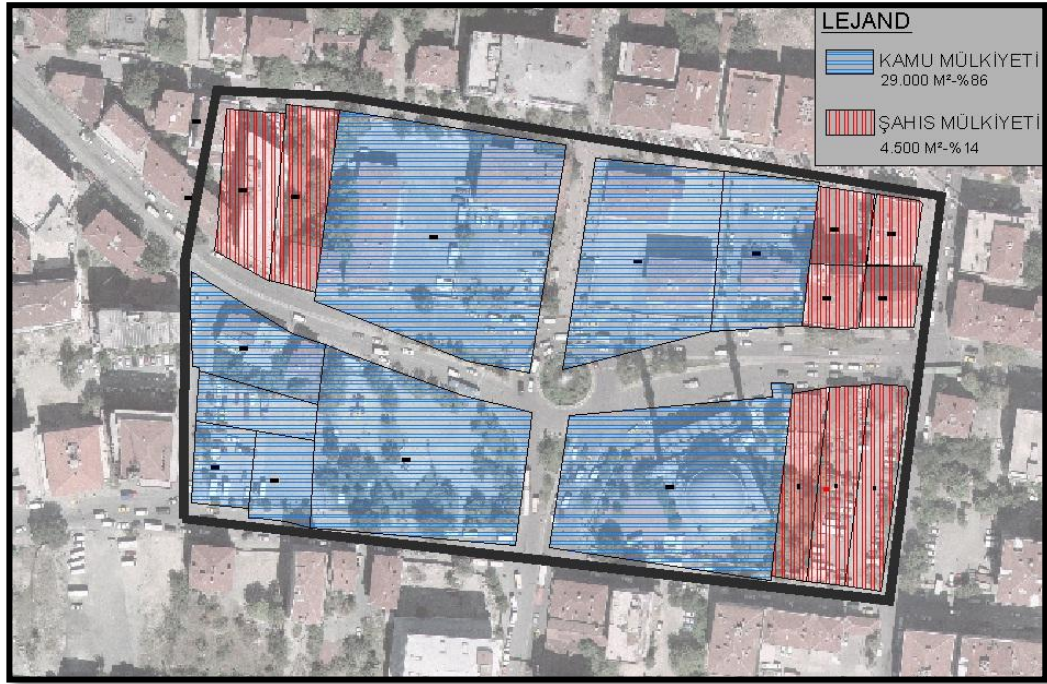 LEJAND
KAMU MÜLKİYETİ
29.000 M²-%86
ŞAHIS MÜLKİYETİ
4.500 M²-%14